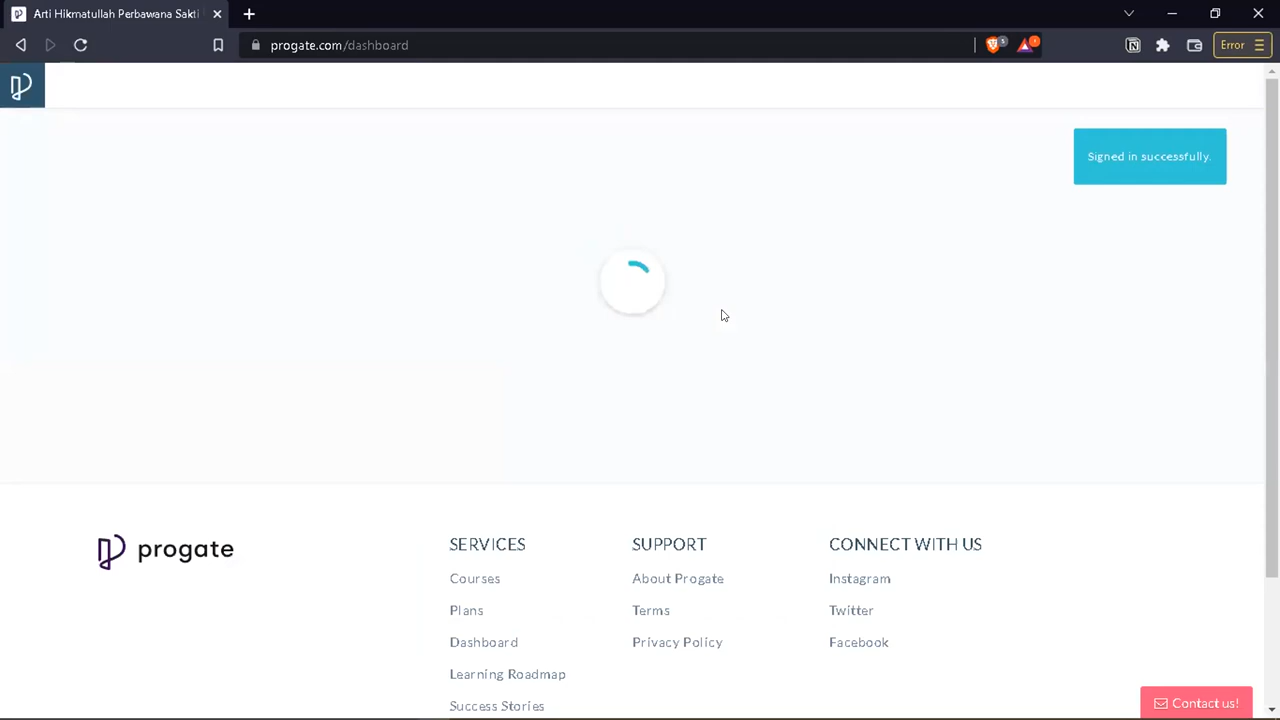 Arti Hikmatullah Perbawana Sakti
progate.com/dashboard
Error
Signed in successfully.
progate
SERVICES
Courses
Plans
Dashboard
Learning Roadmap
Success Stories
SUPPORT
About Progate
Terms
Privacy Policy
CONNECT WITH US
Instagram
Twitter
Facebook
Contact us!